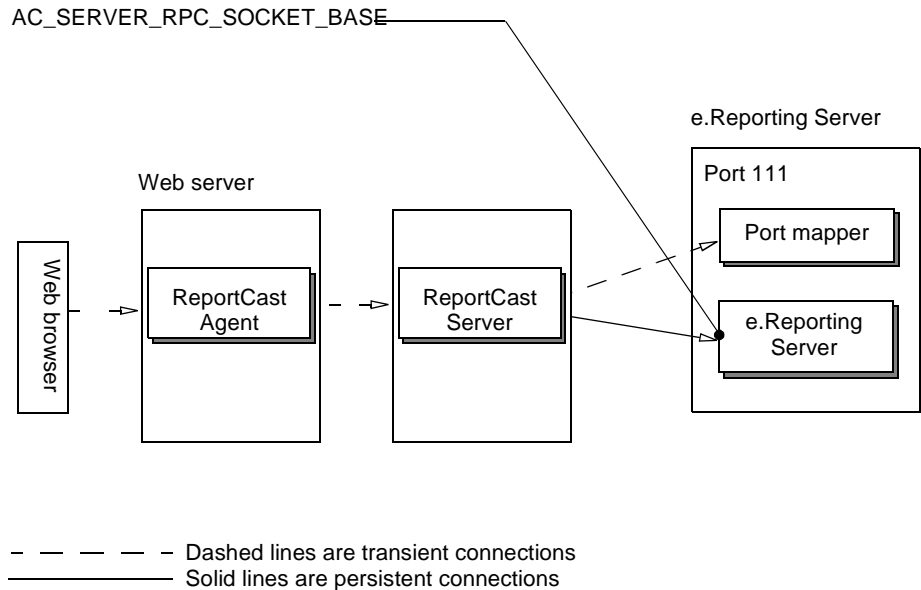 AC_SERVER_RPC_SOCKET_BASE
e.Reporting Server
Port 111
Web server
Port mapper
Web browser
ReportCast
Agent
ReportCast
Server
e.Reporting
Server
Dashed lines are transient connections
Solid lines are persistent connections